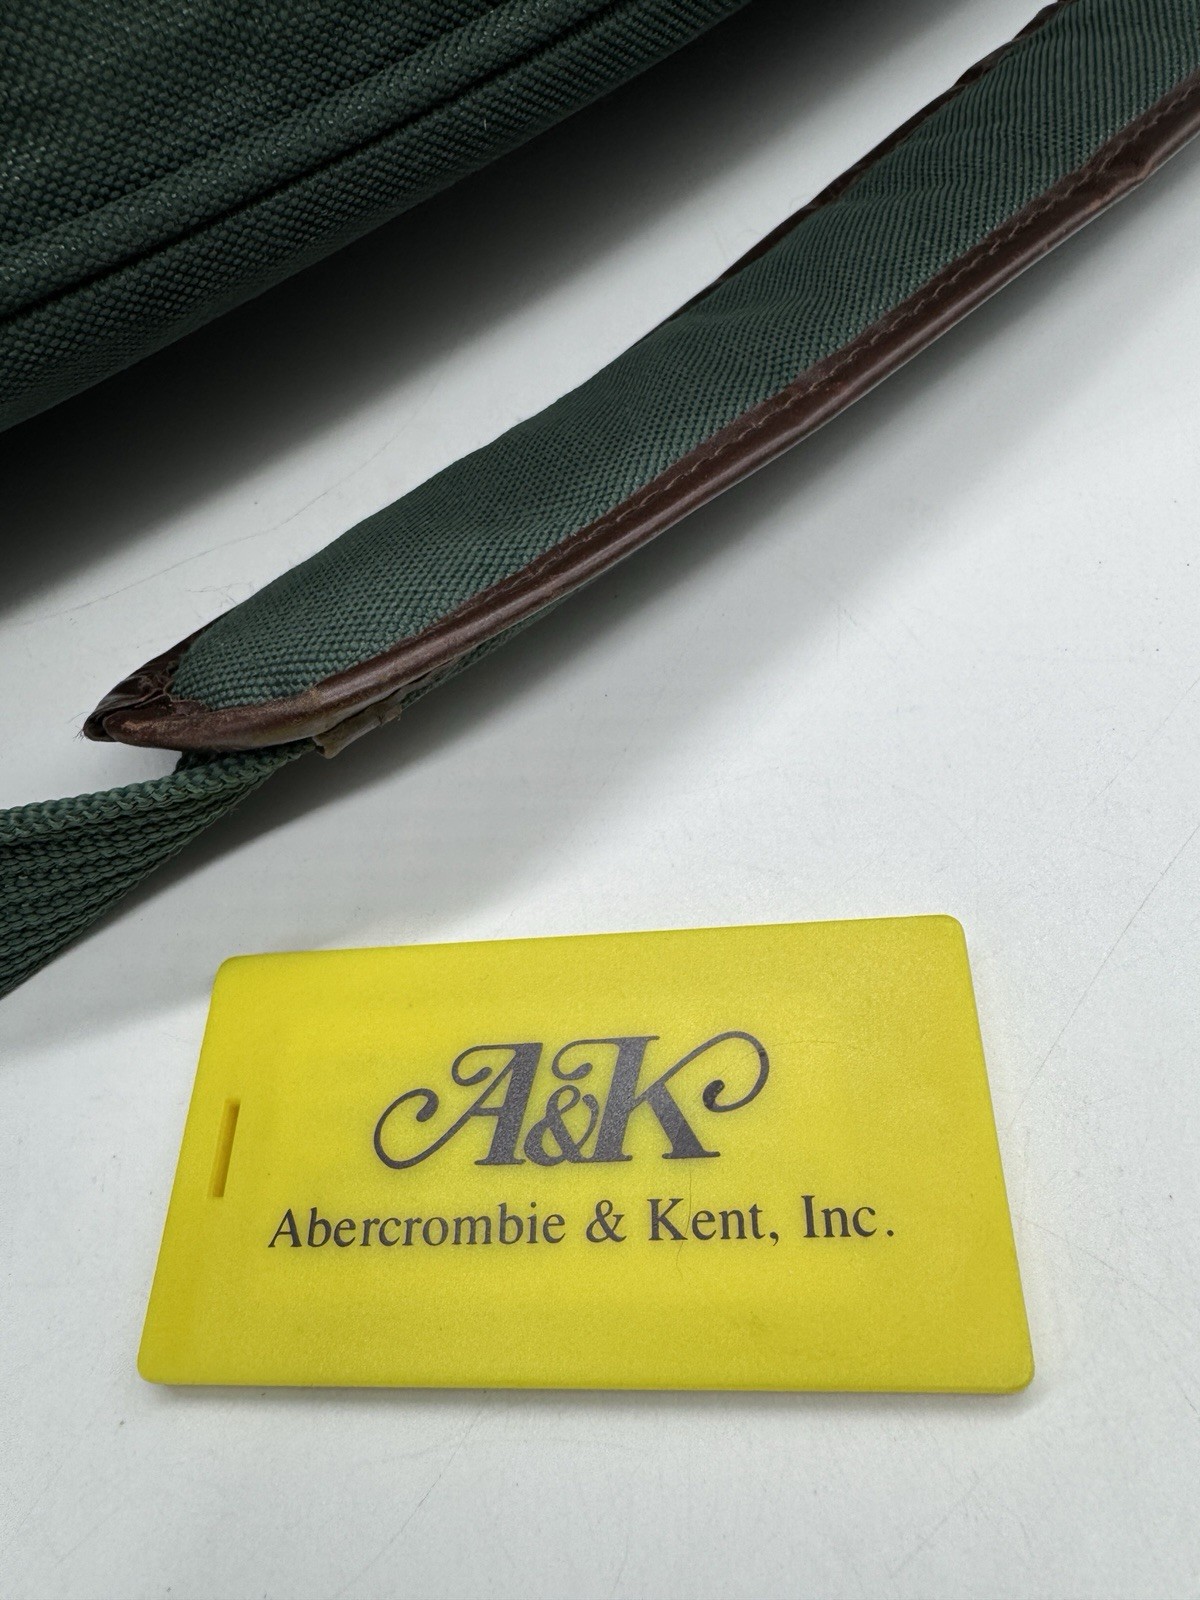 A&K
Abercrombie & Kent, Inc.